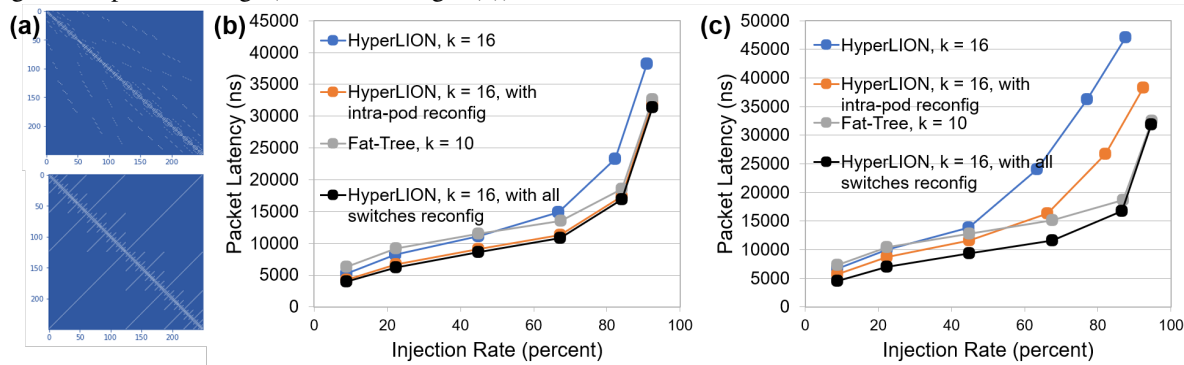 (a)
0
50
100
150
200
0 50 100 150 200
0
50
100
150
200
0 50 100 150 200
(b)
45000
40000
35000
30000
25000
20000
15000
10000
5000
0
Packet Latency (ns)
HyperLION, k = 16
HyperLION, k = 16, with
intra-pod reconfig
Fat-Tree, k = 10
HyperLION, k = 16, with all
switches reconfig
0 20 40 60 80 100
Injection Rate (percent)
(c)
50000
45000
40000
35000
30000
25000
20000
15000
10000
5000
0
Packet Latency (ns)
HyperLION, k = 16
HyperLION, k = 16, with
intra-pod reconfig
Fat-Tree, k = 10
HyperLION, k = 16, with all
switches reconfig
0 20 40 60 80 100
Injection Rate (percent)